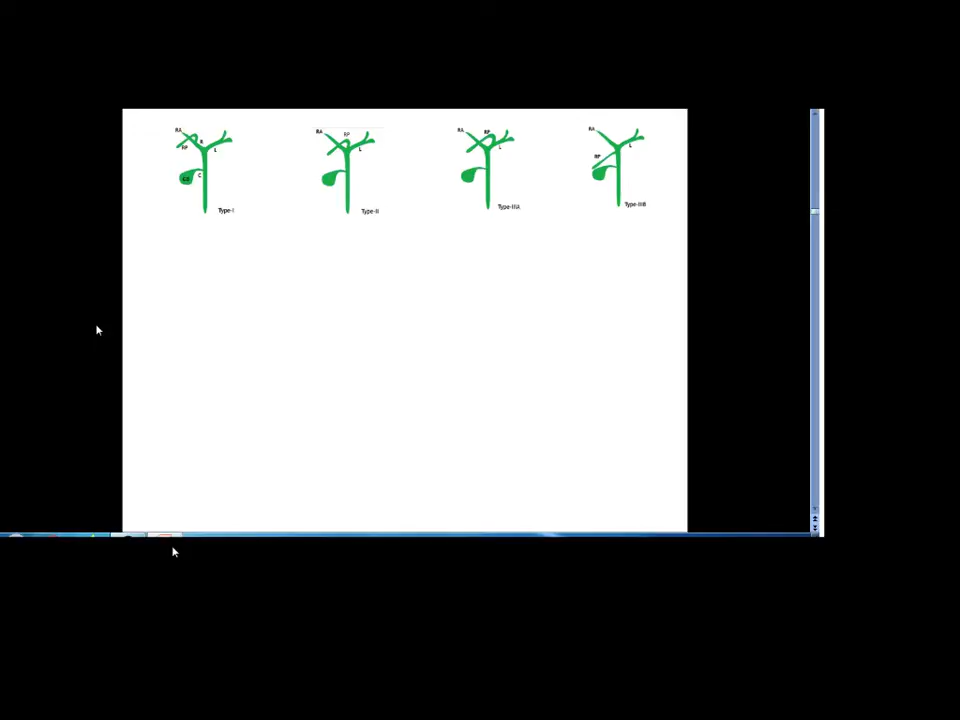 RA R RP L GB C Type-I
RA RP L Type-II
RA RP L Type-IIIA
RA RP L Type-IIIB